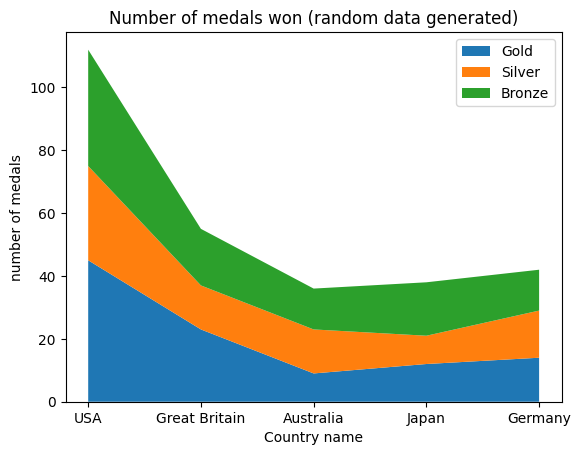 Number of medals won (random data generated)
Gold
Silver
Bronze
number of medals
100
80
60
40
20
0
USA
Great Britain
Australia
Japan
Germany
Country name